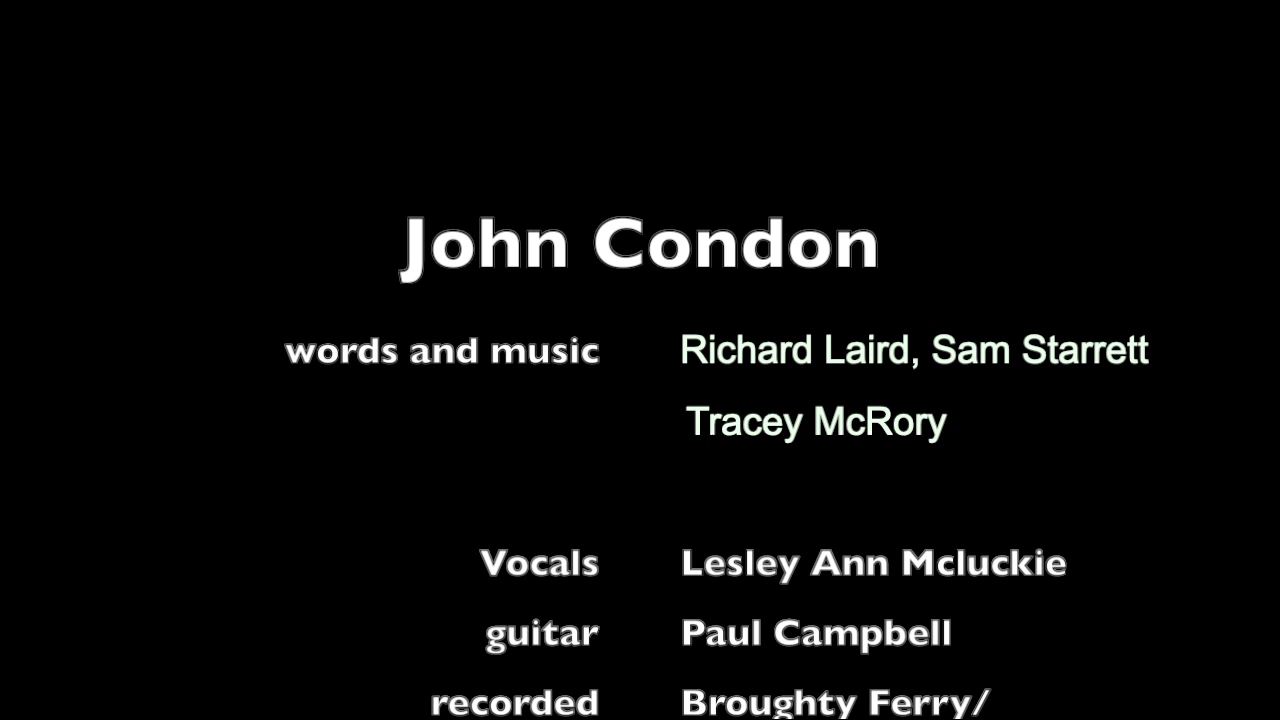 John Condon
words and music Richard Laird, Sam Starrett
Tracey McRory
Vocals Lesley Ann Mcluckie
guitar Paul Campbell
recorded Broughty Ferry/